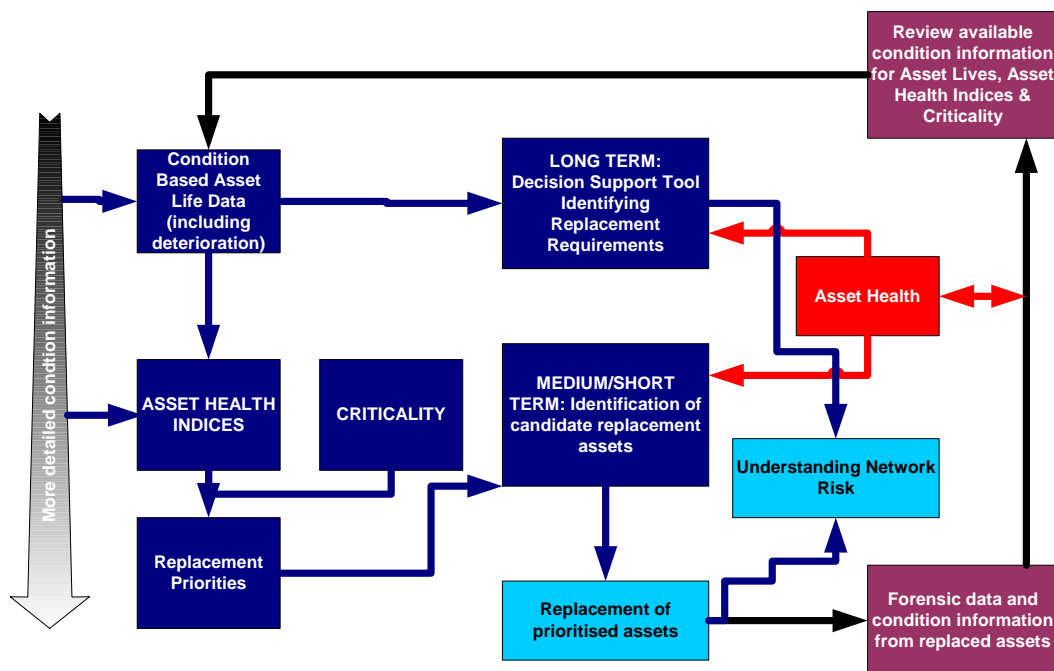 Review available
condition information
for Asset Lives, Asset
Health Indices &
Criticality
Condition
Based Asset
Life Data
(including
deterioration)
LONG TERM:
Decision Support Tool
Identifying
Replacement
Requirements
Asset Health
More detailed condtion information
ASSET HEALTH
INDICES
CRITICALITY
MEDIUM/SHORT
TERM: Identification of
candidate replacement
assets
Understanding Network
Risk
Replacement
Priorities
Replacement of
prioritised assets
Forensic data and
condition information
from replaced assets